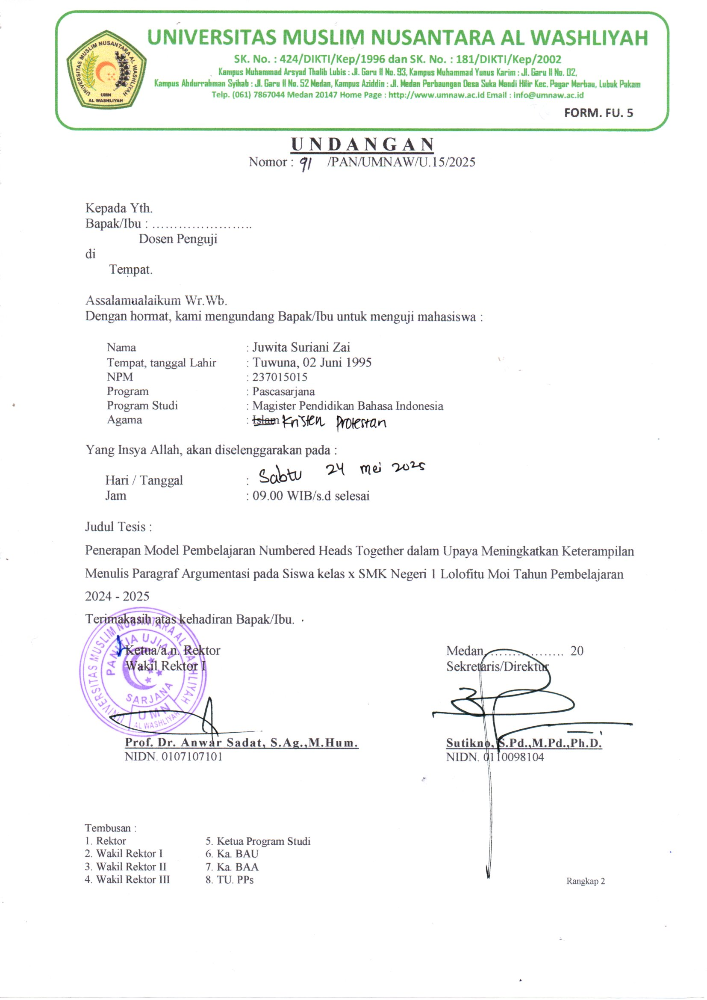 UNIVERSITAS MUSLIM NUSANTARA AL WASHLIYAH
SK. No. : 424/DIKTI/Kep/1996 dan SK. No. : 181/DIKTI/Kep/2002
Kampus Muhammad Arsyad Thalib Lubis : Jl. Garu II No. 93, Kampus Muhammad Yunus Karim : Jl. Garu II No. 02,
Kampus Abdurrahman Syihab : Jl. Garu II No. 52 Medan, Kampus Aziddin : Jl. Medan Perbaungan Desa Suka Mandi Hilir Kec. Pagar Merbau, Lubuk Pakam
Telp. (061) 7867044 Medan 20147 Home Page : http://www.umnaw.ac.id Email : info@umnaw.ac.id
FORM. FU. 5
UNIVERSITAS MUSLIM NUSANTARA AL WASHLIYAH
UMN
AL WASHLIYAH
UNDANGAN
Nomor : 91 /PAN/UMNAW/U.15/2025
Kepada Yth.
Bapak/Ibu : .......................
Dosen Penguji
di
Tempat.
Assalamualaikum Wr.Wb.
Dengan hormat, kami mengundang Bapak/Ibu untuk menguji mahasiswa :
Nama : Juwita Suriani Zai
Tempat, tanggal Lahir : Tuwuna, 02 Juni 1995
NPM : 237015015
Program : Pascasarjana
Program Studi : Magister Pendidikan Bahasa Indonesia
Agama : Islam Kristen Protestan
Yang Insya Allah, akan diselenggarakan pada :
Hari / Tanggal : Sabtu 24 mei 2025
Jam : 09.00 WIB/s.d selesai
Judul Tesis :
Penerapan Model Pembelajaran Numbered Heads Together dalam Upaya Meningkatkan Keterampilan
Menulis Paragraf Argumentasi pada Siswa kelas x SMK Negeri 1 Lolofitu Moi Tahun Pembelajaran
2024 - 2025
Terimakasih atas kehadiran Bapak/Ibu.
Ketua/a.n. Rektor
Wakil Rektor I
UNIVERSITAS MUSLIM NUSANTARA AL WASHLIYAH
PANITIA UJIAN
SARJANA
UMN
AL WASHLIYAH
Prof. Dr. Anwar Sadat, S.Ag.,M.Hum.
NIDN. 0107107101
Medan, ................. 20
Sekretaris/Direktur
Sutikno, S.Pd.,M.Pd.,Ph.D.
NIDN. 0110098104
Tembusan :
1. Rektor
2. Wakil Rektor I
3. Wakil Rektor II
4. Wakil Rektor III
5. Ketua Program Studi
6. Ka. BAU
7. Ka. BAA
8. TU. PPs
Rangkap 2